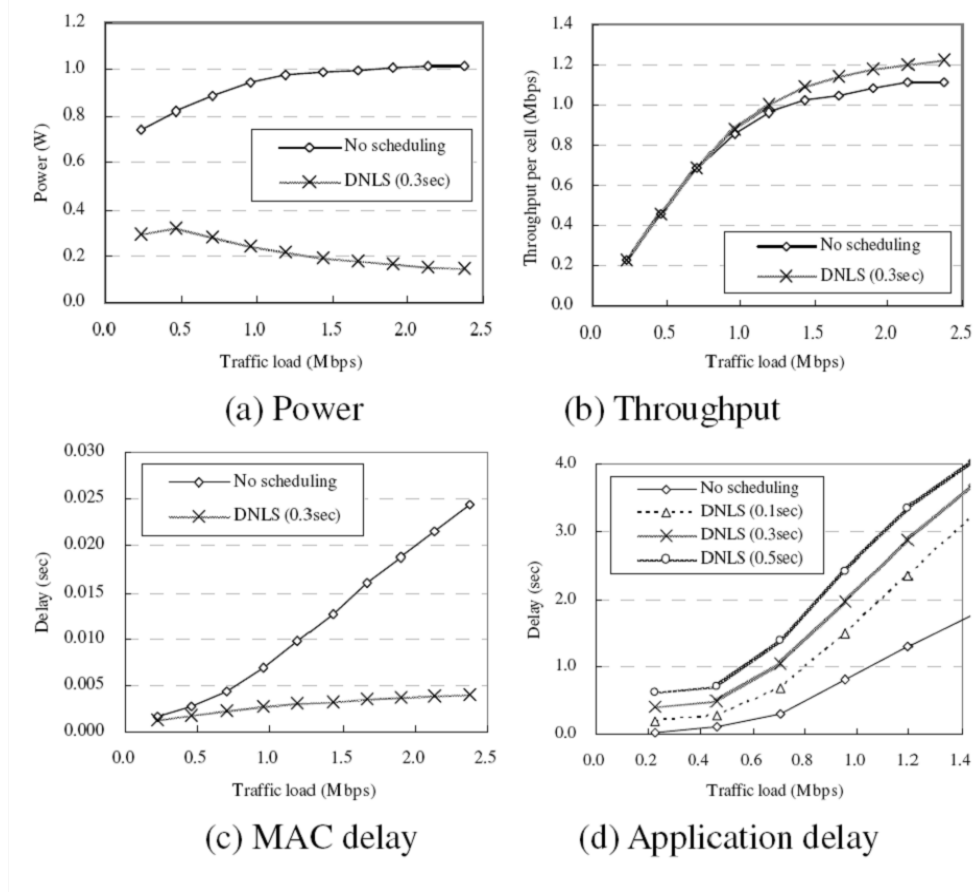 1.2
1.0
0.8
0.6
0.4
0.2
0.0
Power (W)
No scheduling
DNLS (0.3sec)
0.0 0.5 1.0 1.5 2.0 2.5
Traffic load (Mbps)
(a) Power
1.4
1.2
1.0
0.8
0.6
0.4
0.2
0.0
Throughput per cell (Mbps)
No scheduling
DNLS (0.3sec)
0.0 0.5 1.0 1.5 2.0 2.5
Traffic load (Mbps)
(b) Throughput
0.030
0.025
0.020
0.015
0.010
0.005
0.000
Delay (sec)
No scheduling
DNLS (0.3sec)
0.0 0.5 1.0 1.5 2.0 2.5
Traffic load (Mbps)
(c) MAC delay
4.0
3.0
2.0
1.0
0.0
Delay (sec)
No scheduling
DNLS (0.1sec)
DNLS (0.3sec)
DNLS (0.5sec)
0.0 0.2 0.4 0.6 0.8 1.0 1.2 1.4
Traffic load (Mbps)
(d) Application delay